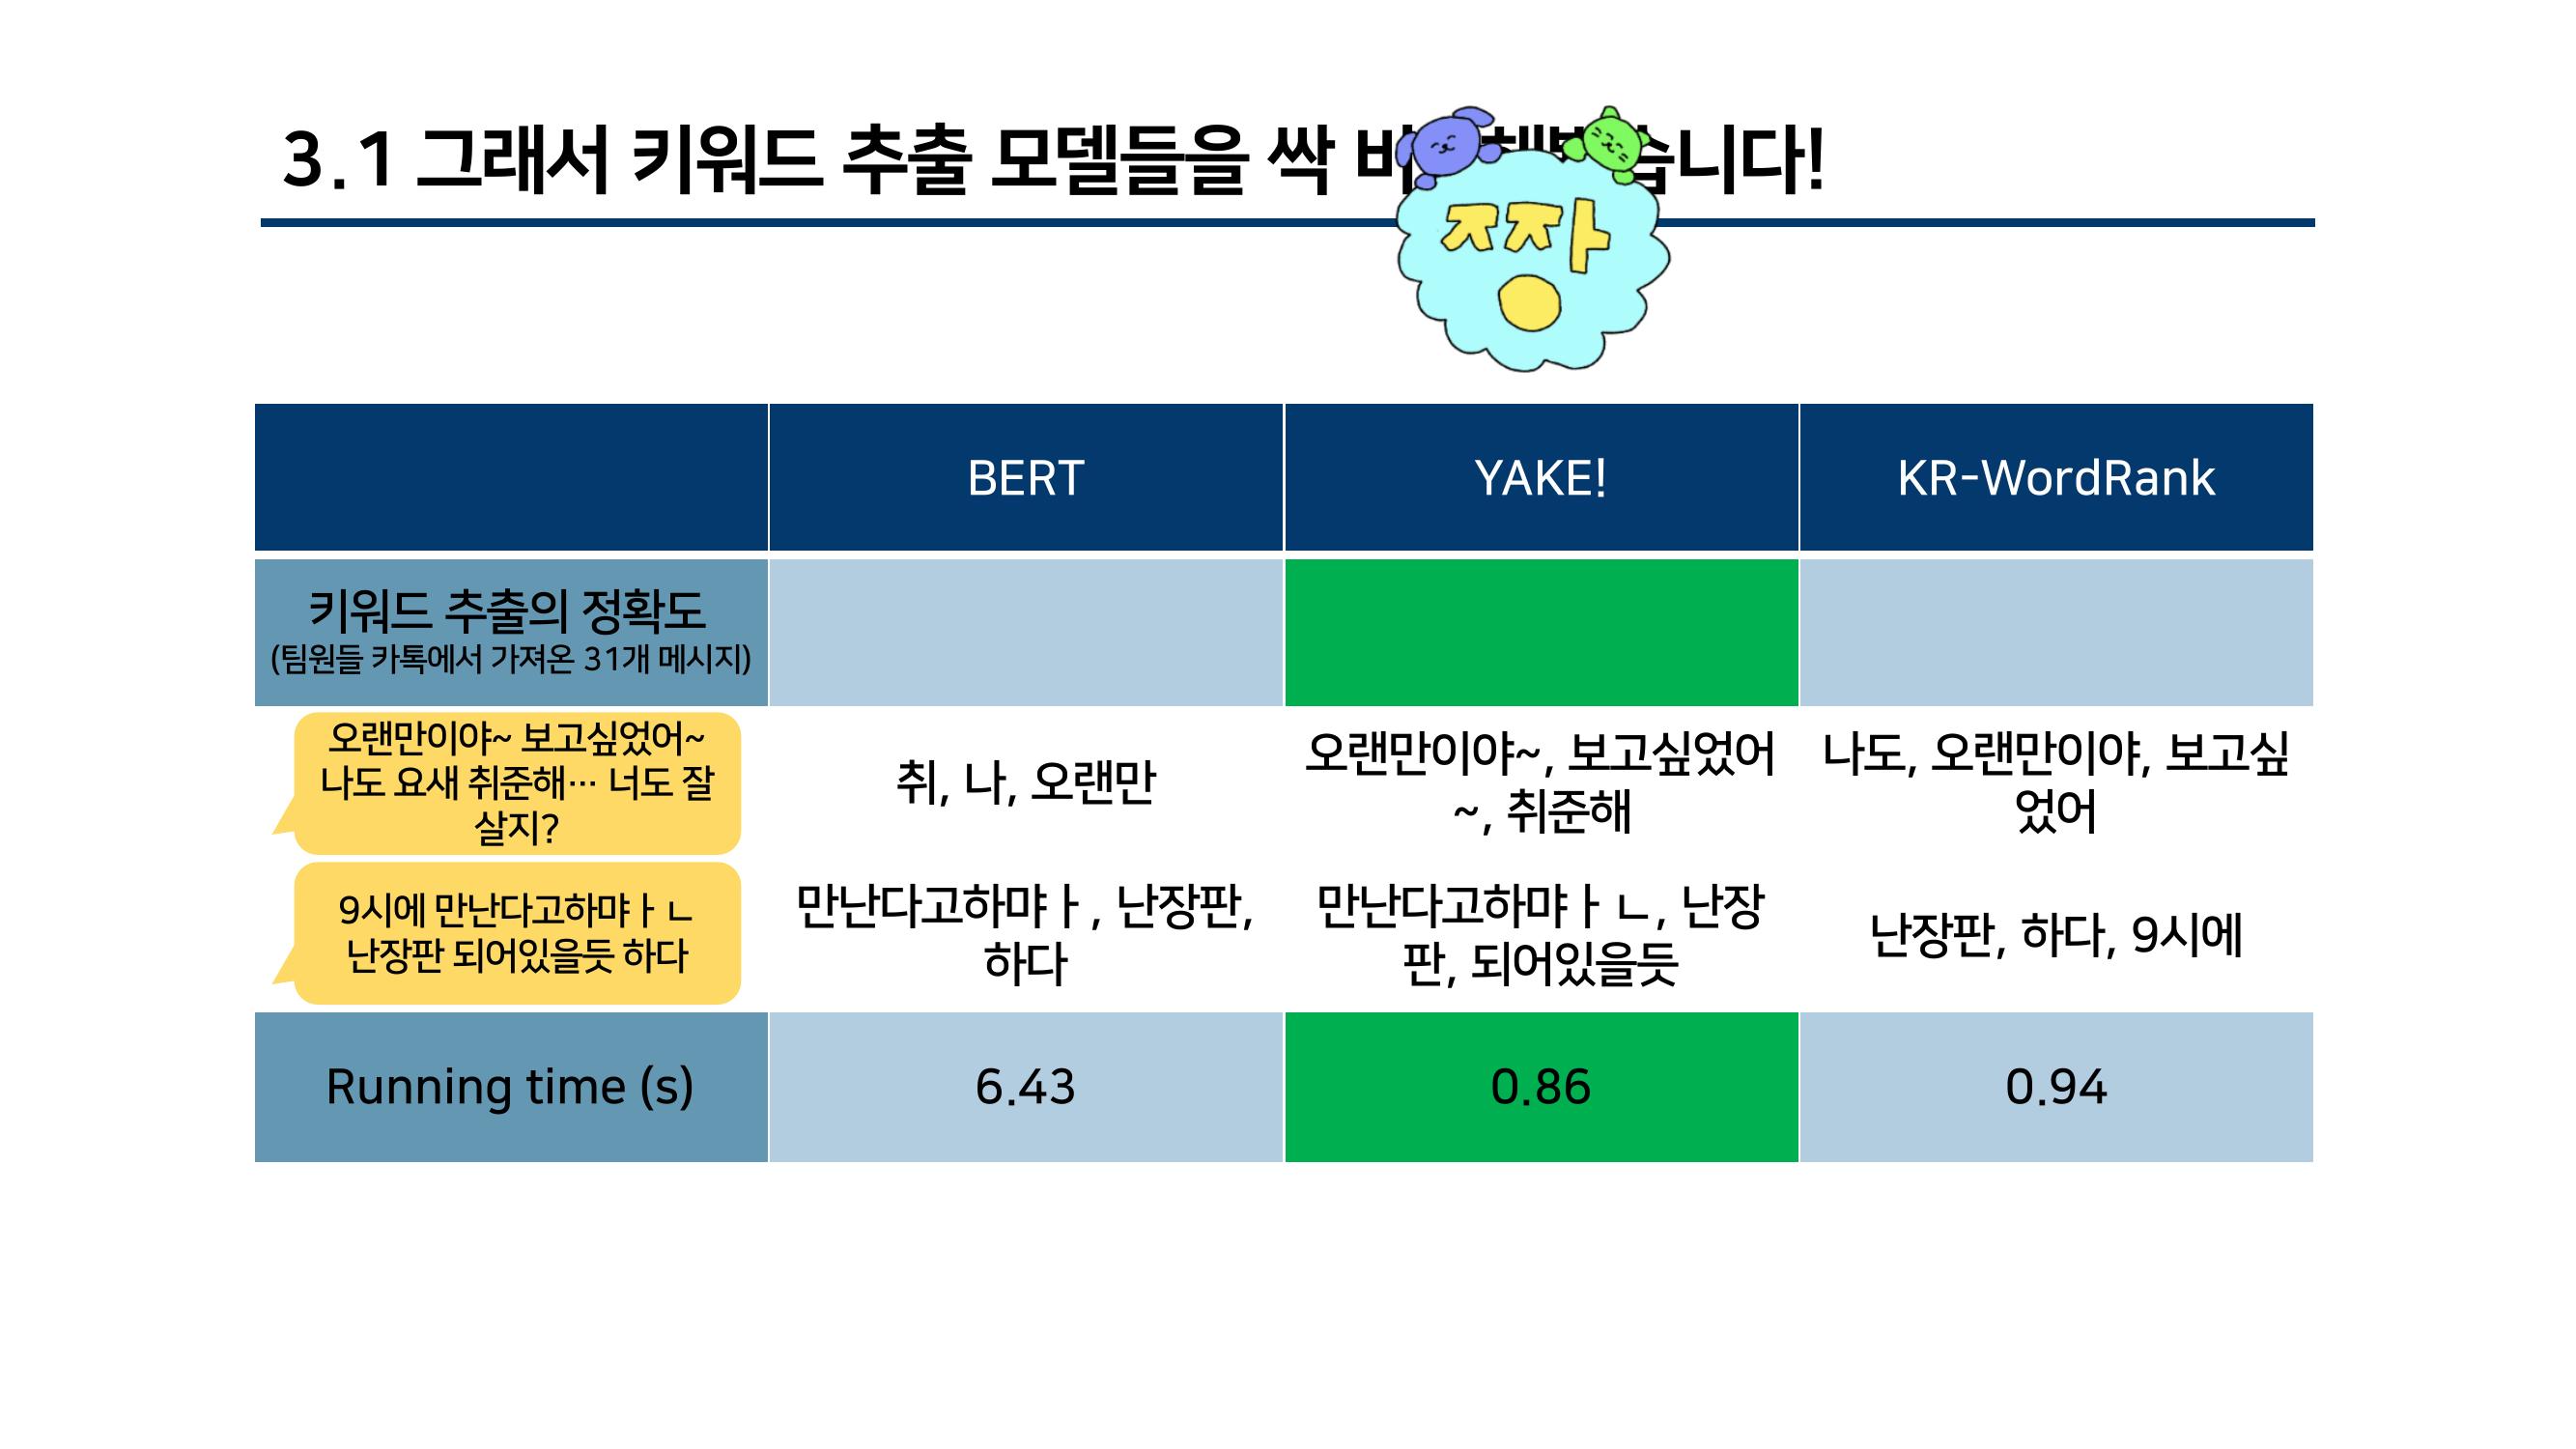 3.1 그래서 키워드 추출 모델들을 싹
습니다!
ㅈ짱
BERT
YAKE!
KR-WordRank
키워드 추출의 정확도
(팀원들 카톡에서 가져온 31개 메시지)
오랜만이야~ 보고싶었어~
나도 요새 취준해… 너도 잘
살지?
취, 나, 오랜만
오랜만이야~, 보고싶었어
~, 취준해
나도, 오랜만이야, 보고싶
었어
9시에 만난다고하먀ㅏㄴ
난장판 되어있을듯 하다
만난다고하먀ㅏ, 난장판,
하다
만난다고하먀ㅏㄴ, 난장
판, 되어있을듯
난장판, 하다, 9시에
Running time (s)
6.43
0.86
0.94